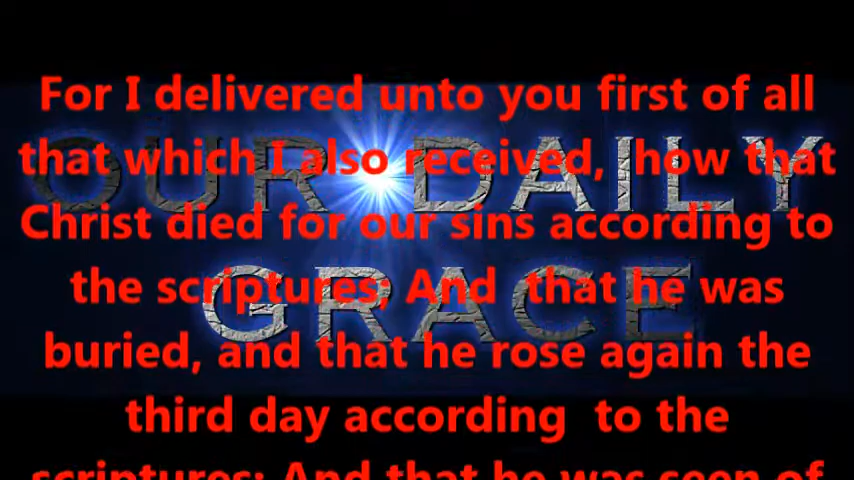 For I delivered unto you first of all
that which I also received, how that
Christ died for our sins according to
the scriptures; And that he was
buried, and that he rose again the
third day according to the
scriptures; And that he was seen of
OUR DAILY
GRACE